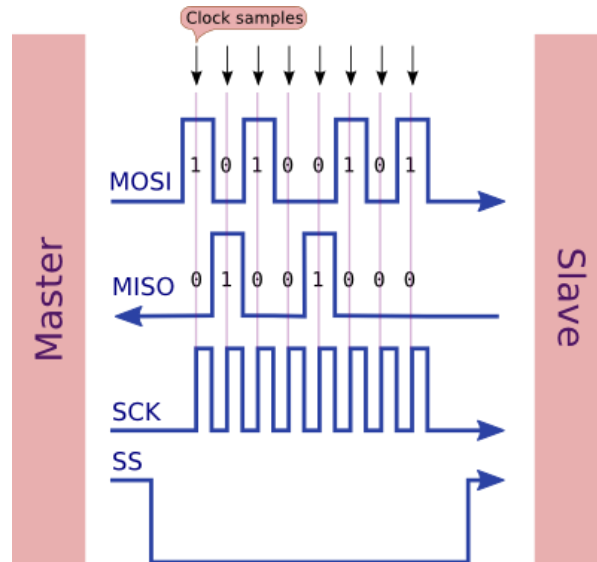 Clock samples
Master
MOSI
1 0 1 0 0 1 0 1
MISO
0 1 0 0 1 0 0 0
SCK
SS
Slave